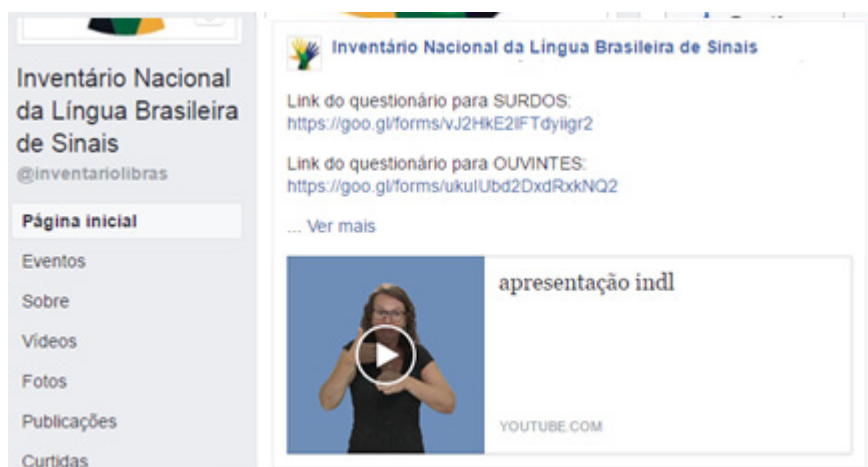 Inventário Nacional
da Língua Brasileira
de Sinais
@inventariolibras
Página inicial
Eventos
Sobre
Vídeos
Fotos
Publicações
Curtidas
Inventário Nacional da Língua Brasileira de Sinais
Link do questionário para SURDOS:
https://goo.gl/forms/vJ2HkE2lFTdyiigr2
Link do questionário para OUVINTES:
https://goo.gl/forms/ukulUbd2DxdRxkNQ2
... Ver mais
apresentação indl
YOUTUBE.COM